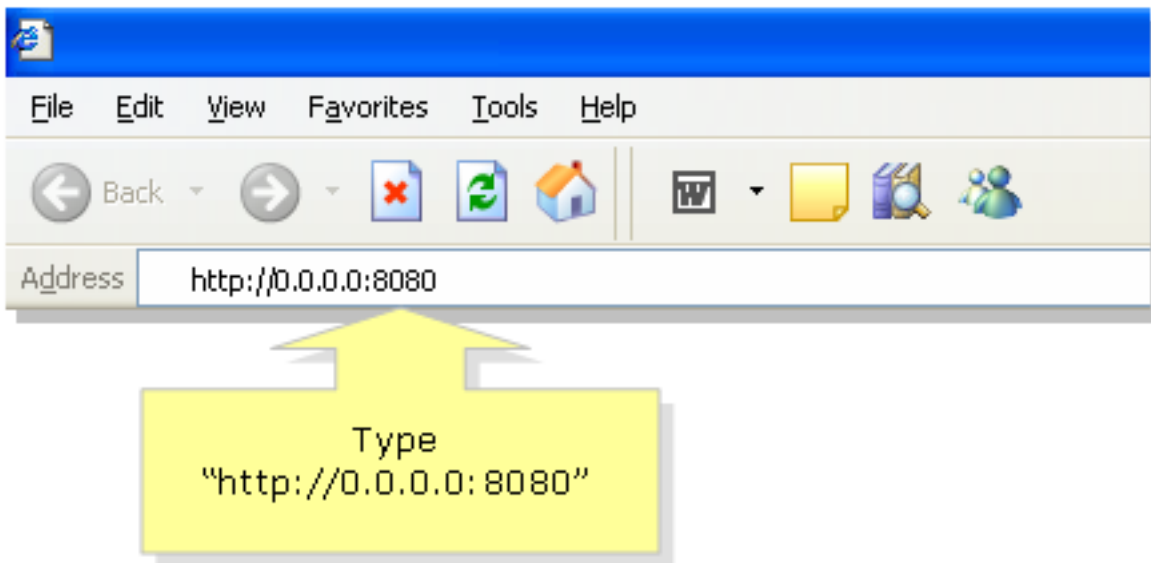 File Edit View Favorites Tools Help
Back
W
Address http://0.0.0.0:8080
Type
“http://0.0.0.0:8080”